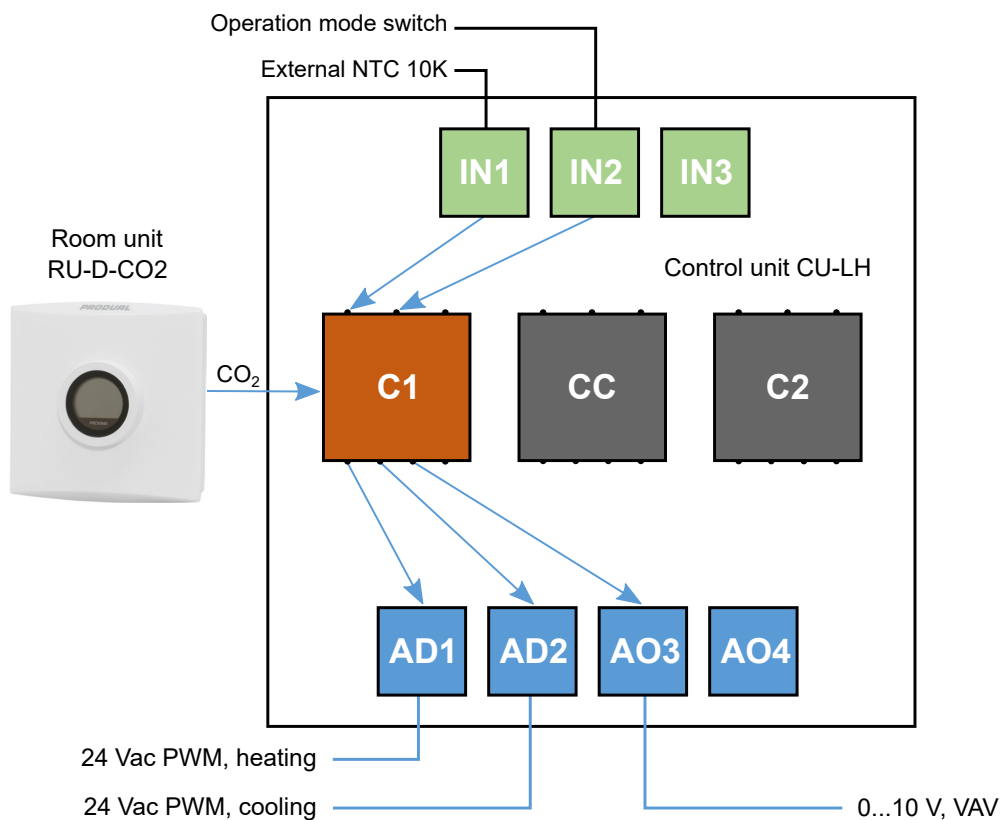 Operation mode switch
External NTC 10K
IN1
IN2
IN3
Room unit
RU-D-CO2
Control unit CU-LH
PRODUAL
CO₂
C1
CC
C2
PRODUAL
AD1
AD2
AO3
AO4
24 Vac PWM, heating
24 Vac PWM, cooling
0...10 V, VAV